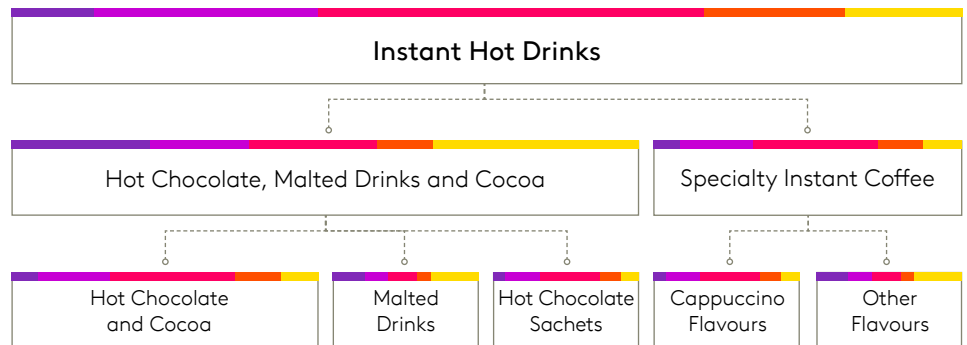 Instant Hot Drinks
Hot Chocolate, Malted Drinks and Cocoa
Specialty Instant Coffee
Hot Chocolate
and Cocoa
Malted
Drinks
Hot Chocolate
Sachets
Cappuccino
Flavours
Other
Flavours